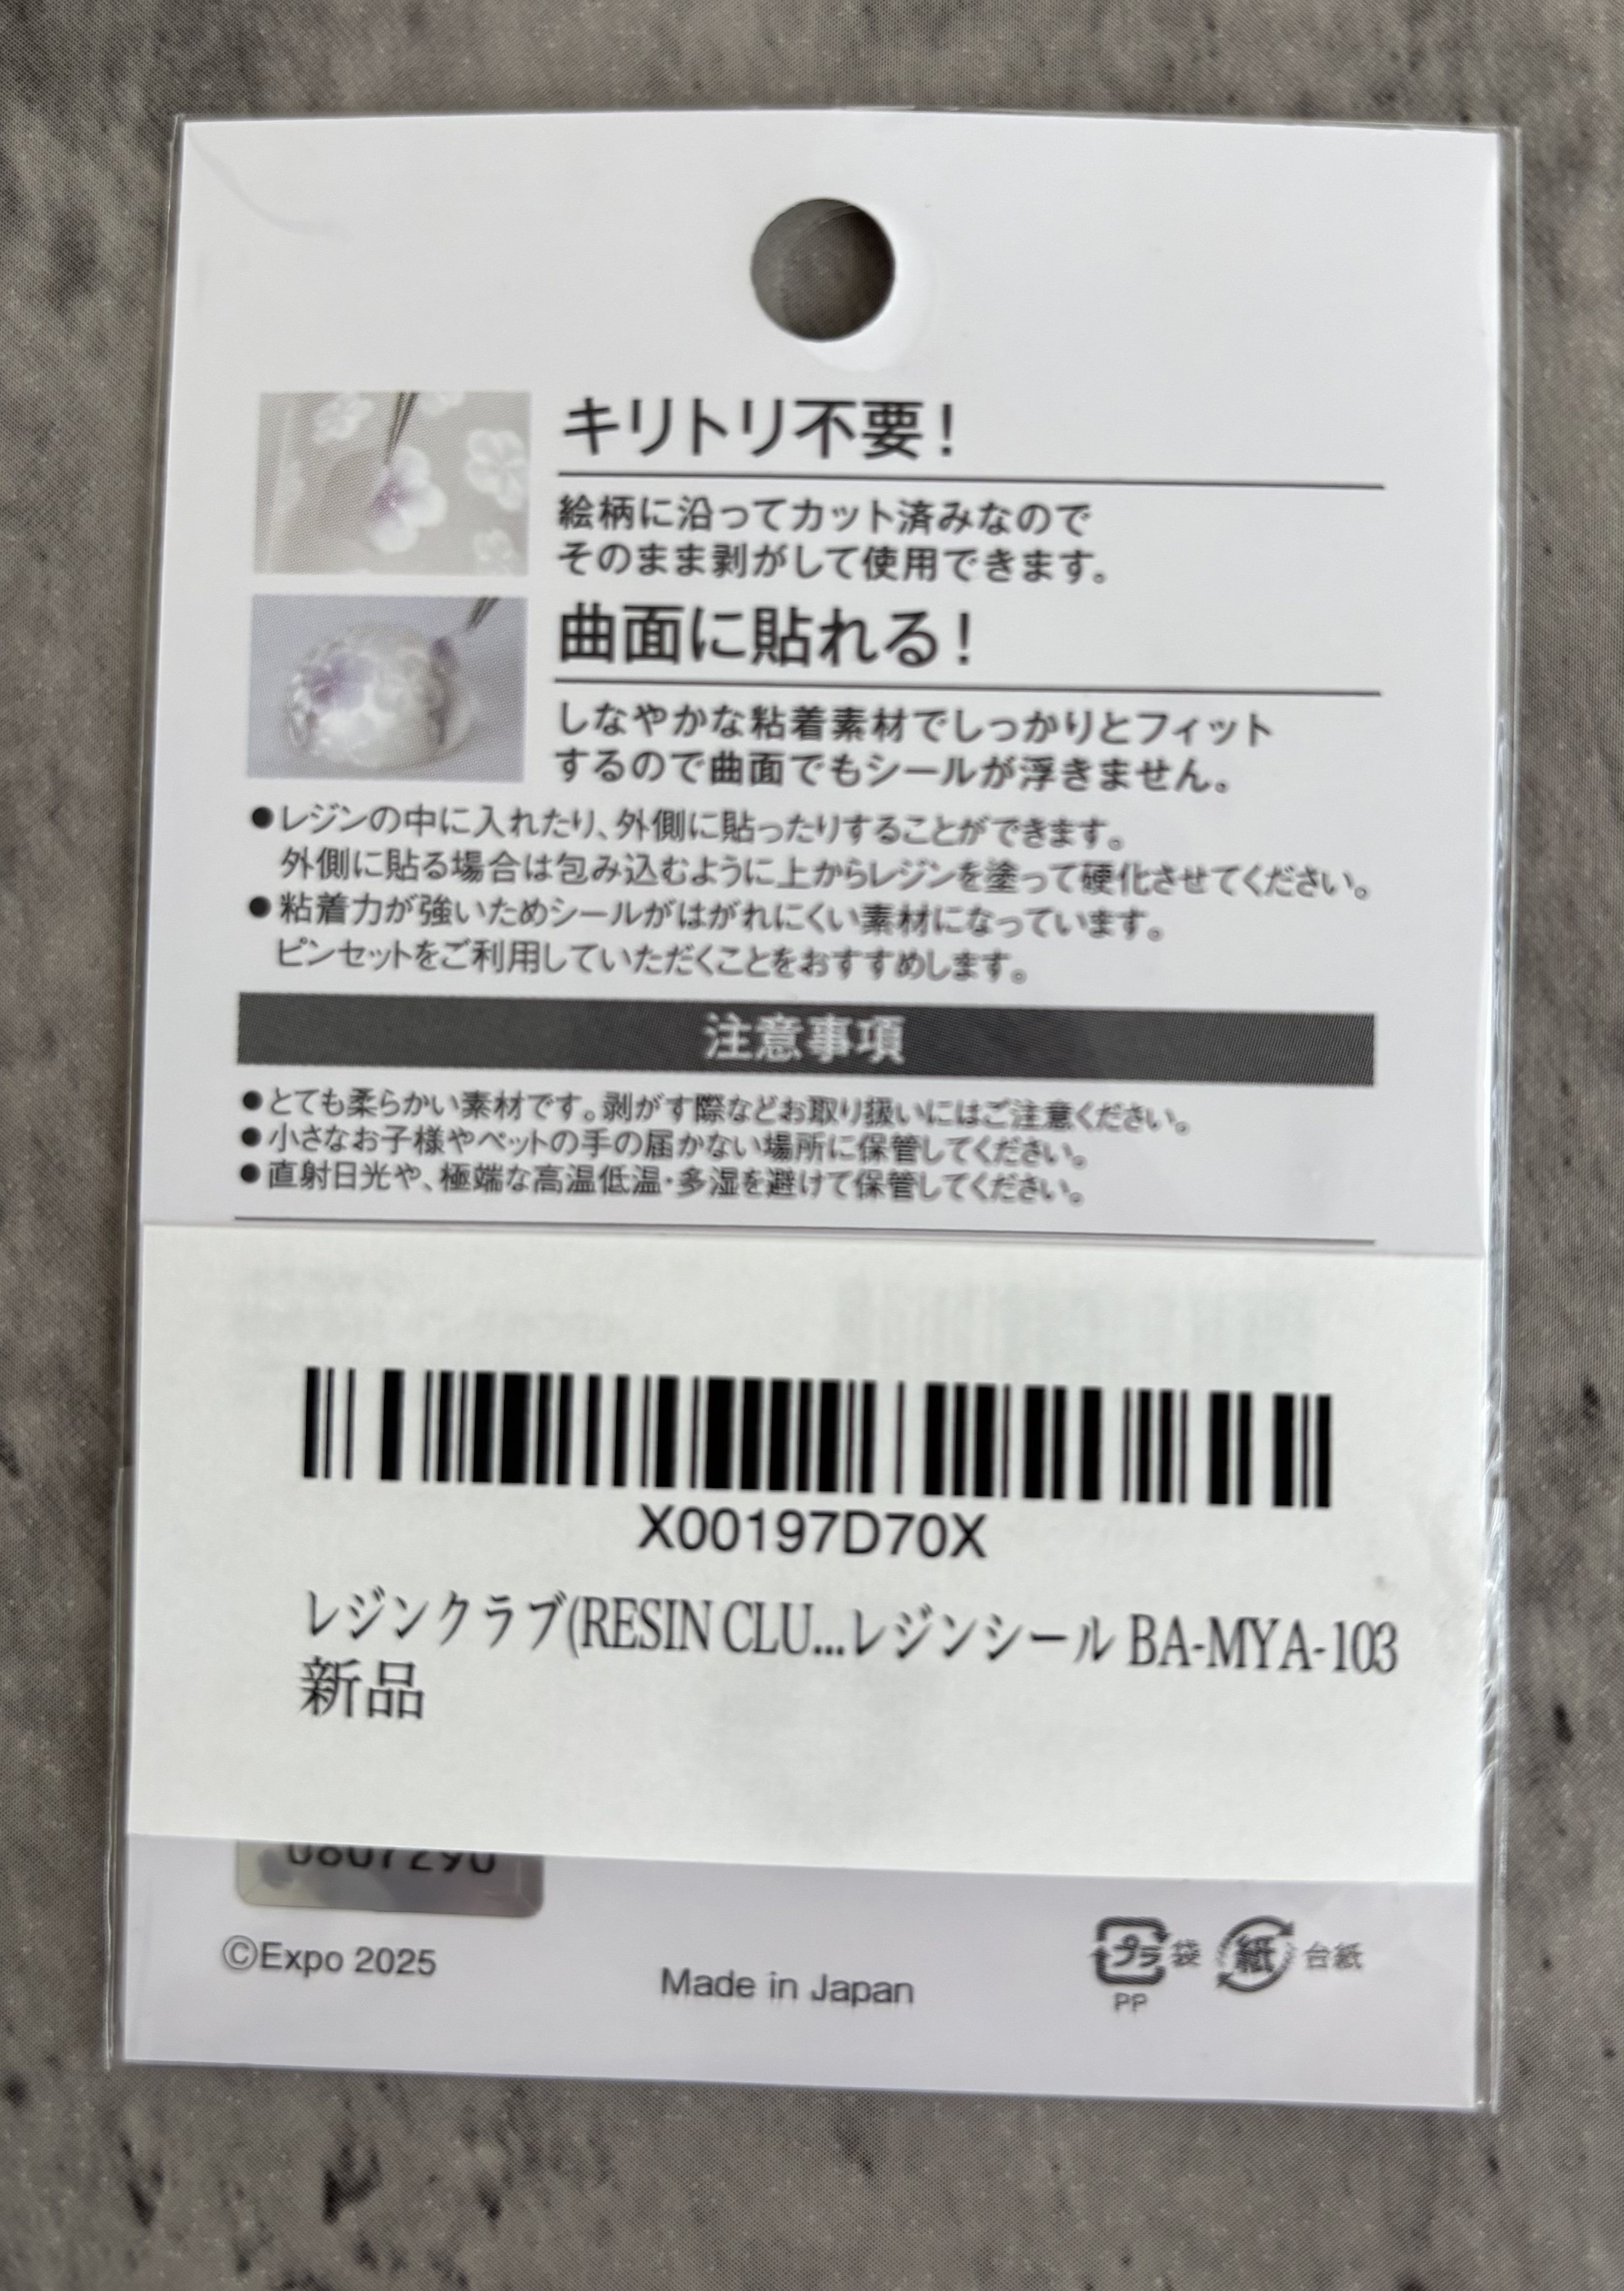 キリトリ不要！
絵柄に沿ってカット済みなので
そのまま剥がして使用できます。
曲面に貼れる！
しなやかな粘着素材でしっかりとフィット
するので曲面でもシールが浮きません。
●レジンの中に入れたり、外側に貼ったりすることができます。
外側に貼る場合は包み込むように上からレジンを塗って硬化させてください。
●粘着力が強いためシールがはがれにくい素材になっています。
ピンセットをご利用していただくことをおすすめします。
注意事項
●とても柔らかい素材です。剥がす際などお取り扱いにはご注意ください。
●小さなお子様やペットの手の届かない場所に保管してください。
●直射日光や、極端な高温低温・多湿を避けて保管してください。
X00197D70X
レジンクラブ(RESIN CLU...レジンシール BA-MYA-103
新品
0807290
©Expo 2025
Made in Japan
プラ 袋 紙 台紙
PP